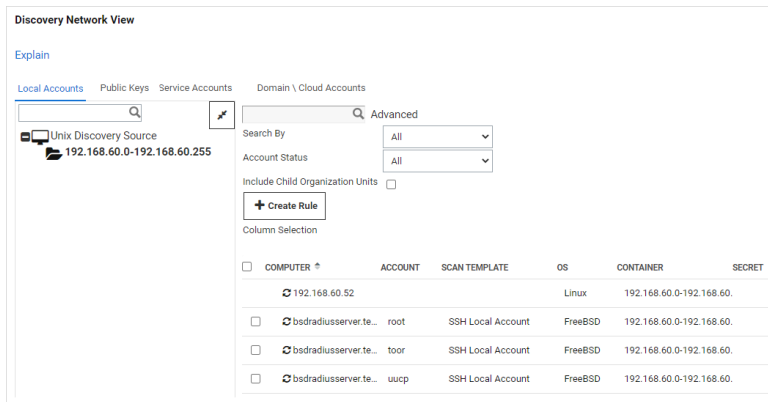 Discovery Network View
Explain
Local Accounts Public Keys Service Accounts Domain \ Cloud Accounts
Advanced
Unix Discovery Source
192.168.60.0-192.168.60.255
Search By All
Account Status All
Include Child Organization Units
+ Create Rule
Column Selection
COMPUTER ACCOUNT SCAN TEMPLATE OS CONTAINER SECRET
192.168.60.52 Linux 192.168.60.0-192.168.60.
bsdradiusserver.te... root SSH Local Account FreeBSD 192.168.60.0-192.168.60.
bsdradiusserver.te... toor SSH Local Account FreeBSD 192.168.60.0-192.168.60.
bsdradiusserver.te... uucp SSH Local Account FreeBSD 192.168.60.0-192.168.60.